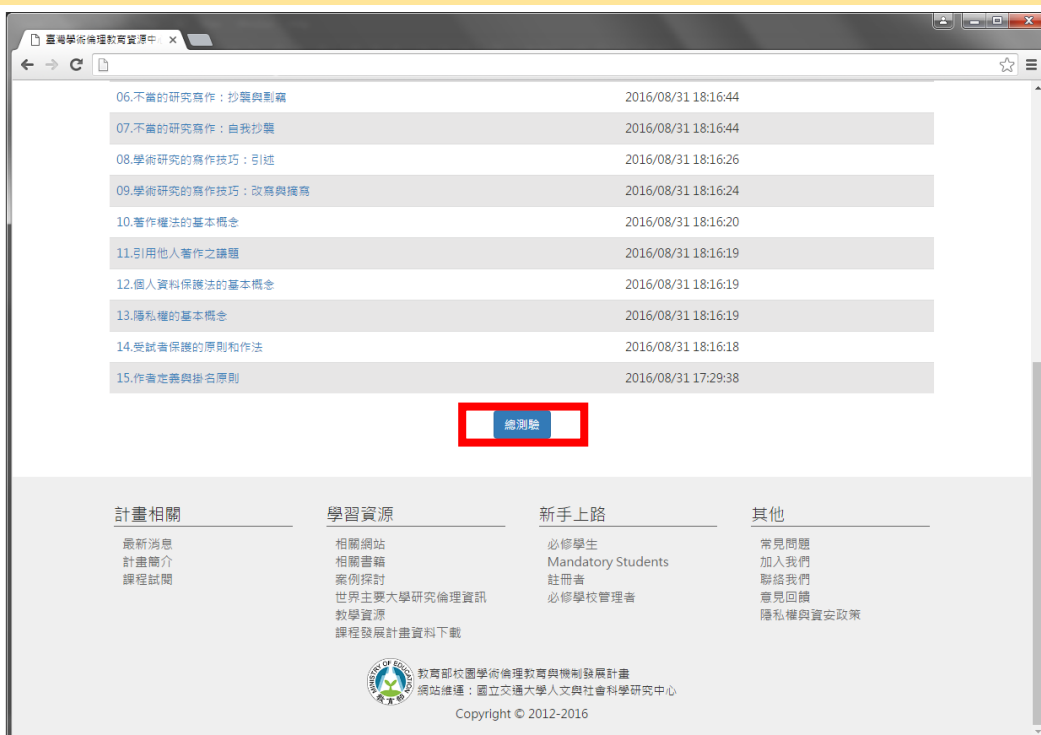 臺灣學術倫理教育資源中
06.不當的研究寫作：抄襲與剽竊 2016/08/31 18:16:44
07.不當的研究寫作：自我抄襲 2016/08/31 18:16:44
08.學術研究的寫作技巧：引述 2016/08/31 18:16:26
09.學術研究的寫作技巧：改寫與摘寫 2016/08/31 18:16:24
10.著作權法的基本概念 2016/08/31 18:16:20
11.引用他人著作之議題 2016/08/31 18:16:19
12.個人資料保護法的基本概念 2016/08/31 18:16:19
13.隱私權的基本概念 2016/08/31 18:16:19
14.受試者保護的原則和作法 2016/08/31 18:16:18
15.作者定義與掛名原則 2016/08/31 17:29:38
總測驗
計畫相關
最新消息
計畫簡介
課程試閱
學習資源
相關網站
相關書籍
案例探討
世界主要大學研究倫理資訊
教學資源
課程發展計畫資料下載
新手上路
必修學生
Mandatory Students
註冊者
必修學校管理者
其他
常見問題
加入我們
聯絡我們
意見回饋
隱私權與資安政策
MINISTRY OF EDUCATION
教育部
教育部校園學術倫理教育與機制發展計畫
網站維運：國立交通大學人文與社會科學研究中心
Copyright © 2012-2016